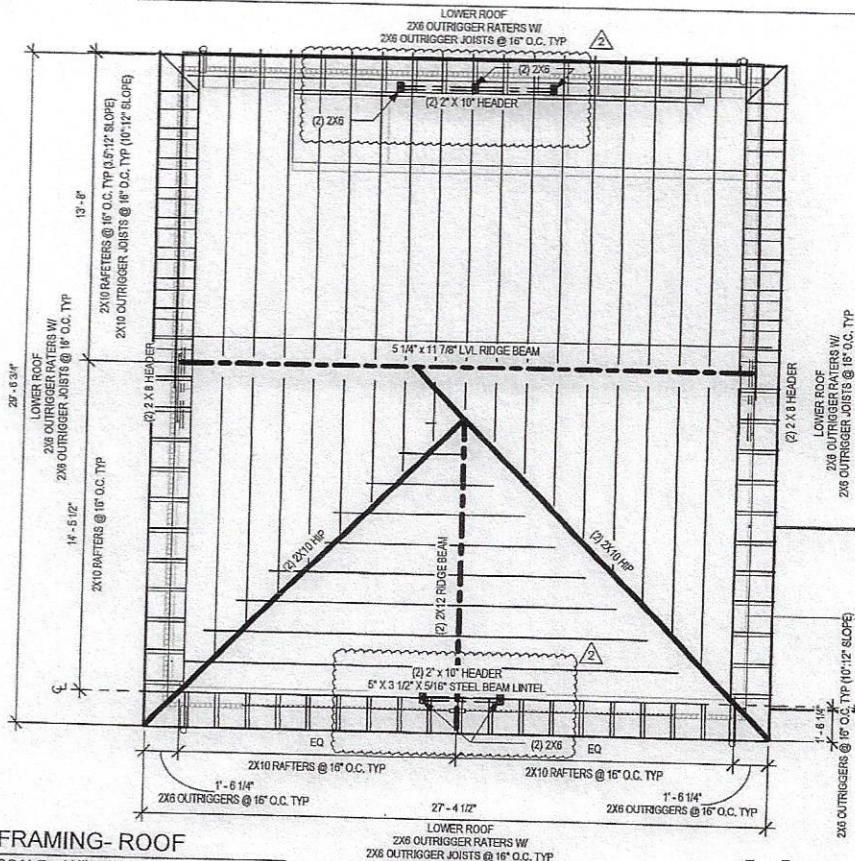 LOWER ROOF
2X6 OUTRIGGER RATERS W/
2X6 OUTRIGGER JOISTS @ 16" O.C. TYP
2
(2) 2X6
(2) 2" X 10" HEADER
(2) 2X6
2X10 RAFETERS @ 16" O.C. TYP (3.5":12" SLOPE)
2X10 OUTRIGGER JOISTS @ 16" O.C. TYP (10":12" SLOPE)
13' - 8"
29' - 6 3/4"
LOWER ROOF
2X6 OUTRIGGER RATERS W/
2X6 OUTRIGGER JOISTS @ 16" O.C. TYP
(2) 2 X 8 HEADER
5 1/4" x 11 7/8" LVL RIDGE BEAM
(2) 2 X 8 HEADER
LOWER ROOF
2X6 OUTRIGGER RATERS W/
2X6 OUTRIGGER JOISTS @ 16" O.C. TYP
14' - 5 1/2"
2X10 RAFTERS @ 16" O.C. TYP
(2) 2X10 HIP
(2) 2X12 RIDGE BEAM
(2) 2X10 HIP
2
(2) 2" x 10" HEADER
5" X 3 1/2" X 5/16" STEEL BEAM LINTEL
CL
(2) 2X6
EQ
EQ
2X10 RAFTERS @ 16" O.C. TYP
2X10 RAFTERS @ 16" O.C. TYP
1' - 6 1/4"
2X6 OUTRIGGERS @ 16" O.C. TYP
27' - 4 1/2"
1' - 6 1/4"
2X6 OUTRIGGERS @ 16" O.C. TYP
1' - 6 1/4"
2X6 OUTRIGGERS @ 16" O.C. TYP (10":12" SLOPE)
LOWER ROOF
2X6 OUTRIGGER RATERS W/
2X6 OUTRIGGER JOISTS @ 16" O.C. TYP
FRAMING- ROOF